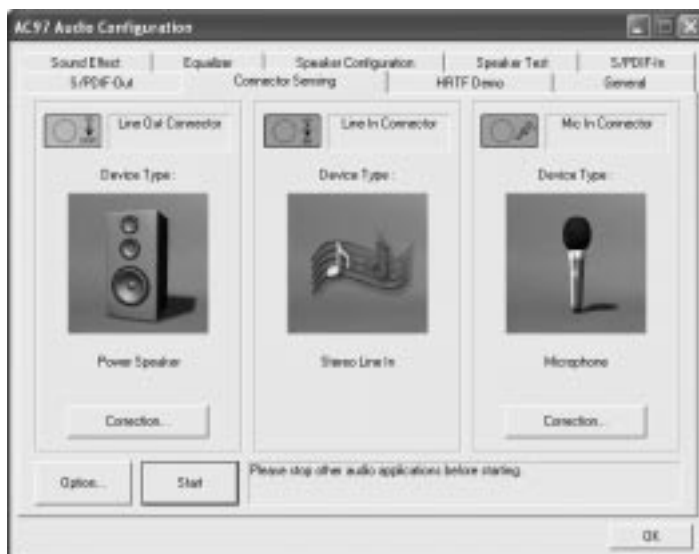 AC97 Audio Configuration
Sound Effect Equalizer Speaker Configuration Speaker Test S/PDIF-In
S/PDIF-Out Connector Sensing HRTF Demo General
Line Out Connector
Line In Connector
Mic In Connector
Device Type :
Device Type :
Device Type :
Power Speaker
Stereo Line In
Microphone
Correction...
Correction...
Option...
Start
Please stop other audio applications before starting.
OK